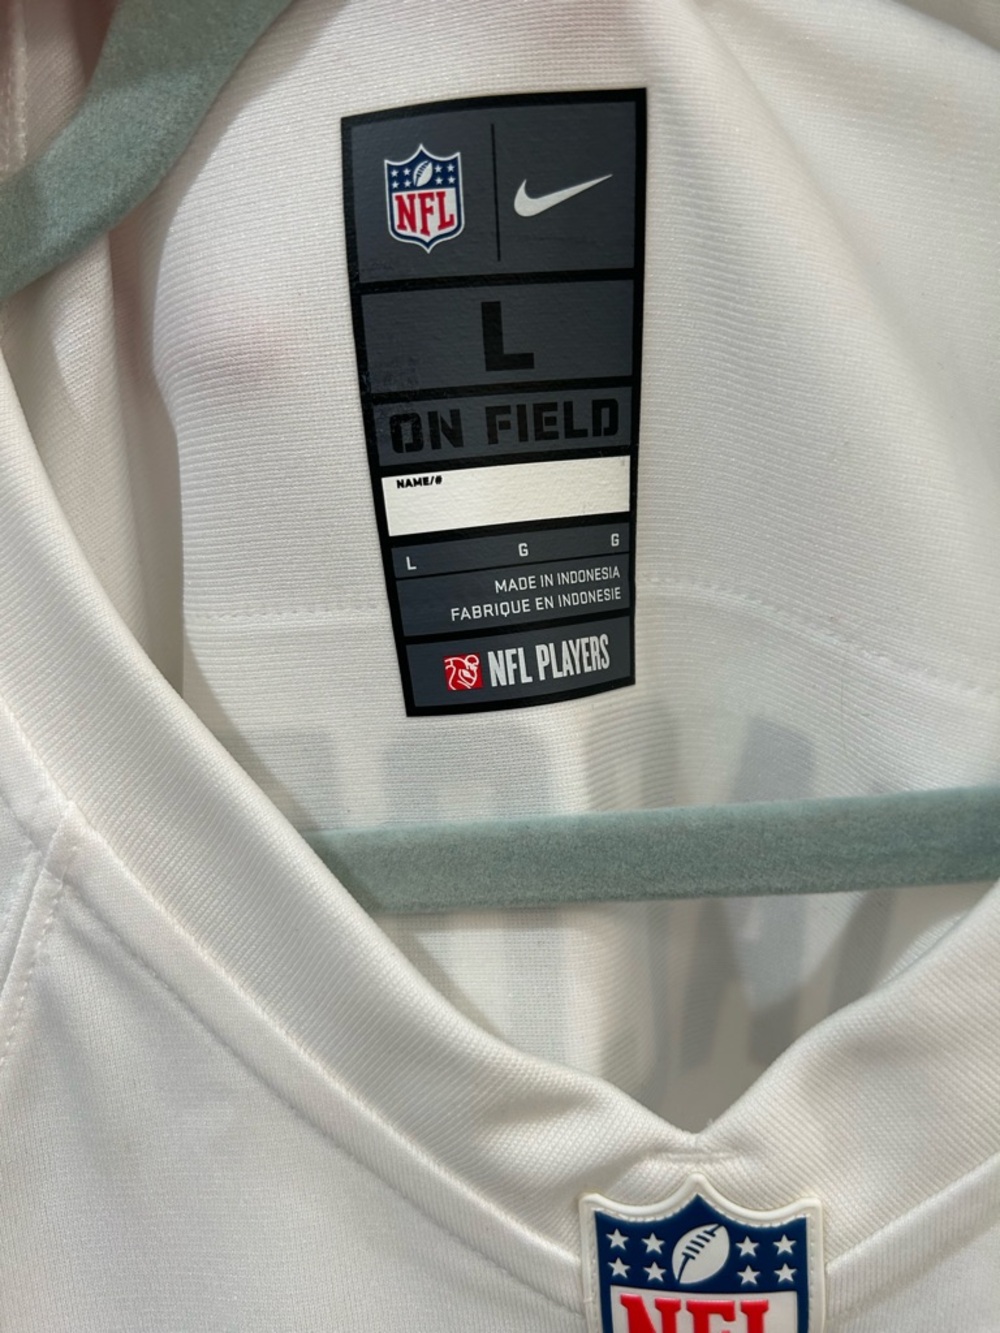 NFL
L
ON FIELD
NAME/#
L G G
MADE IN INDONESIA
FABRIQUE EN INDONESIE
NFL PLAYERS
NFL